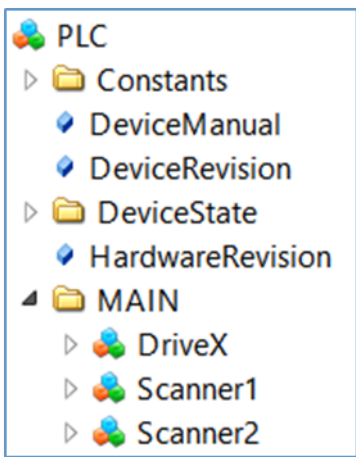 PLC
Constants
DeviceManual
DeviceRevision
DeviceState
HardwareRevision
MAIN
DriveX
Scanner1
Scanner2